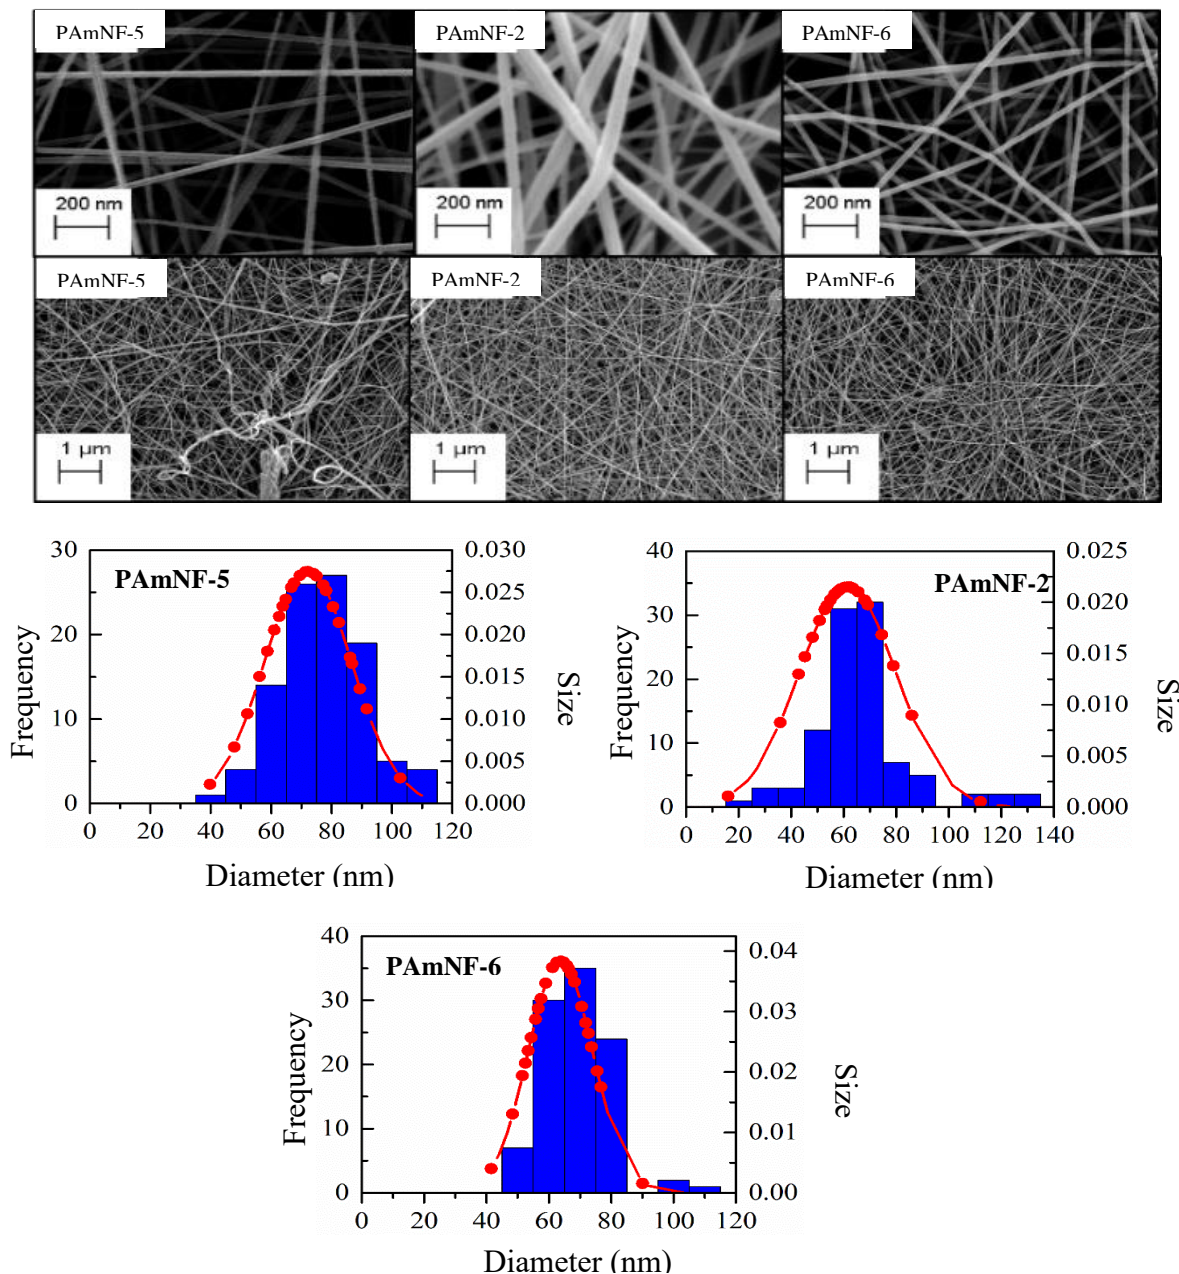 PAmNF-5
PAmNF-2
PAmNF-6
200 nm
200 nm
200 nm
PAmNF-5
PAmNF-2
PAmNF-6
1 μm
1 μm
1 μm
PAmNF-5
Frequency
30
20
10
0
0.030
0.025
0.020
0.015
0.010
0.005
0.000
Size
0 20 40 60 80 100 120
Diameter (nm)
PAmNF-2
Frequency
40
30
20
10
0
0.025
0.020
0.015
0.010
0.005
0.000
Size
0 20 40 60 80 100 120 140
Diameter (nm)
PAmNF-6
Frequency
40
30
20
10
0
0.04
0.03
0.02
0.01
0.00
Size
0 20 40 60 80 100 120
Diameter (nm)